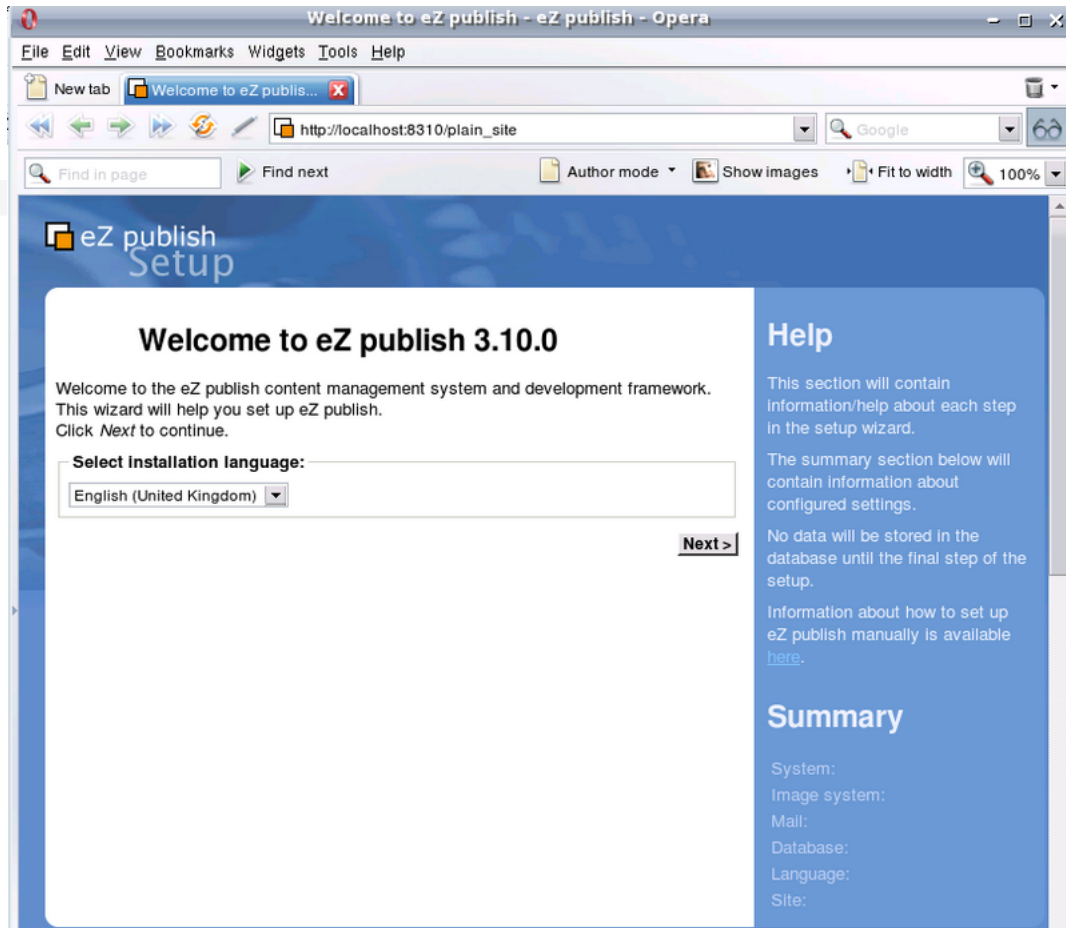 Welcome to eZ publish - eZ publish - Opera
File Edit View Bookmarks Widgets Tools Help
New tab Welcome to eZ publis...
http://localhost:8310/plain_site Google
Find in page Find next Author mode Show images Fit to width 100%
eZ publish
Setup
Welcome to eZ publish 3.10.0
Welcome to the eZ publish content management system and development framework.
This wizard will help you set up eZ publish.
Click Next to continue.
Select installation language:
English (United Kingdom)
Next >
Help
This section will contain
information/help about each step
in the setup wizard.
The summary section below will
contain information about
configured settings.
No data will be stored in the
database until the final step of the
setup.
Information about how to set up
eZ publish manually is available
here.
Summary
System:
Image system:
Mail:
Database:
Language:
Site: